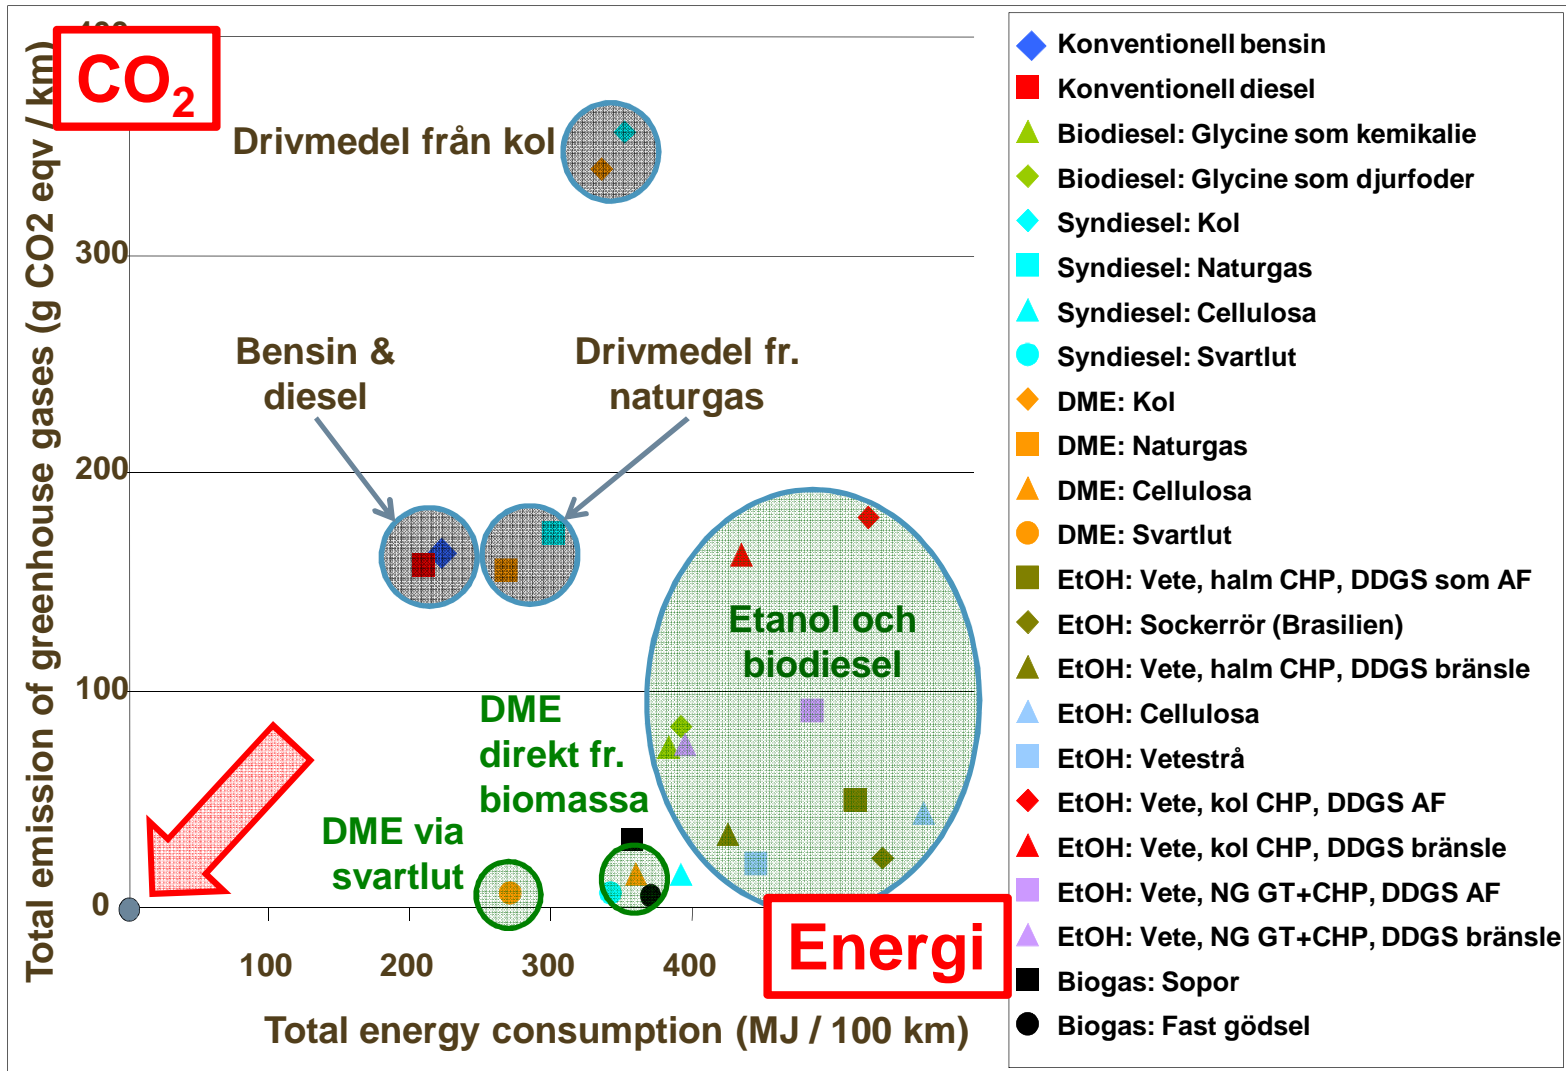 400
CO2
Total emission of greenhouse gases (g CO2 eqv / km)
Drivmedel från kol
300
Bensin &
diesel
Drivmedel fr.
naturgas
200
Etanol och
biodiesel
100
DME
direkt fr.
biomassa
DME via
svartlut
0
100
200
300
400
Energi
Total energy consumption (MJ / 100 km)
Konventionell bensin
Konventionell diesel
Biodiesel: Glycine som kemikalie
Biodiesel: Glycine som djurfoder
Syndiesel: Kol
Syndiesel: Naturgas
Syndiesel: Cellulosa
Syndiesel: Svartlut
DME: Kol
DME: Naturgas
DME: Cellulosa
DME: Svartlut
EtOH: Vete, halm CHP, DDGS som AF
EtOH: Sockerrör (Brasilien)
EtOH: Vete, halm CHP, DDGS bränsle
EtOH: Cellulosa
EtOH: Vetestrå
EtOH: Vete, kol CHP, DDGS AF
EtOH: Vete, kol CHP, DDGS bränsle
EtOH: Vete, NG GT+CHP, DDGS AF
EtOH: Vete, NG GT+CHP, DDGS bränsle
Biogas: Sopor
Biogas: Fast gödsel